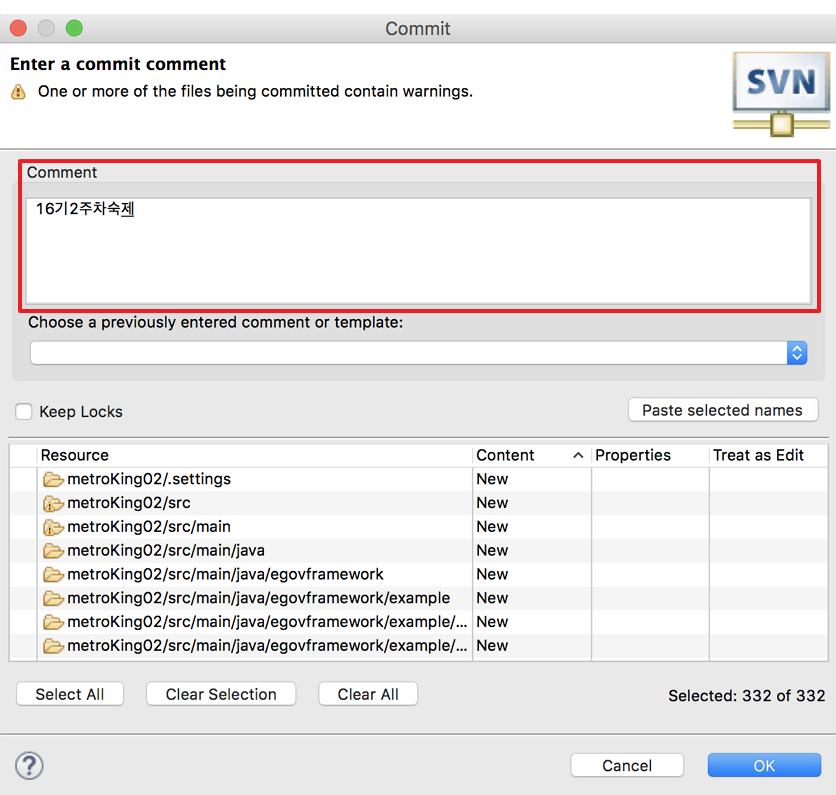 Commit
Enter a commit comment
One or more of the files being committed contain warnings.
SVN
Comment
16기2주차숙제
Choose a previously entered comment or template:
Keep Locks
Paste selected names
Resource Content Properties Treat as Edit
metroKing02/.settings New
metroKing02/src New
metroKing02/src/main New
metroKing02/src/main/java New
metroKing02/src/main/java/egovframework New
metroKing02/src/main/java/egovframework/example New
metroKing02/src/main/java/egovframework/example/... New
metroKing02/src/main/java/egovframework/example/... New
Select All Clear Selection Clear All Selected: 332 of 332
? Cancel OK